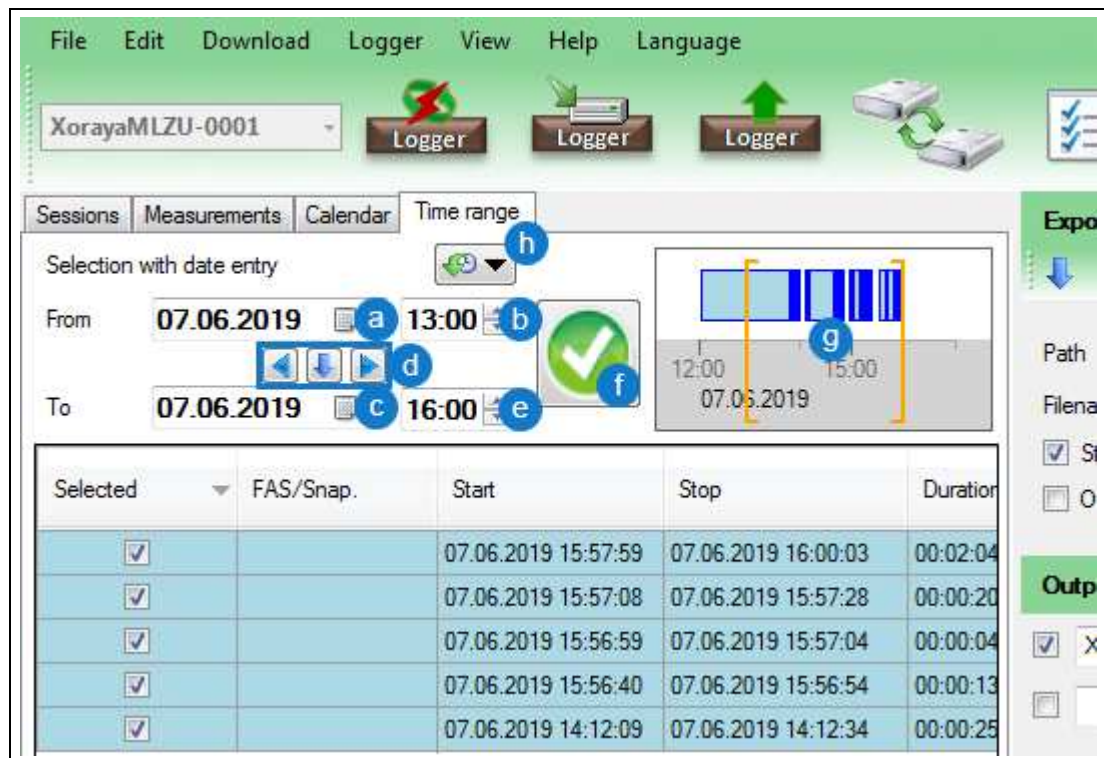 File Edit Download Logger View Help Language
XorayaMLZU-0001 Logger Logger Logger
Sessions Measurements Calendar Time range
Expo
h
Selection with date entry
From 07.06.2019 a 13:00 b
d
f
To 07.06.2019 c 16:00 e
g
12:00 15:00
07.06.2019
Path
Filena
St
O
Selected FAS/Snap. Start Stop Duration
07.06.2019 15:57:59 07.06.2019 16:00:03 00:02:04
07.06.2019 15:57:08 07.06.2019 15:57:28 00:00:20
07.06.2019 15:56:59 07.06.2019 15:57:04 00:00:04
07.06.2019 15:56:40 07.06.2019 15:56:54 00:00:13
07.06.2019 14:12:09 07.06.2019 14:12:34 00:00:25
Outp
X